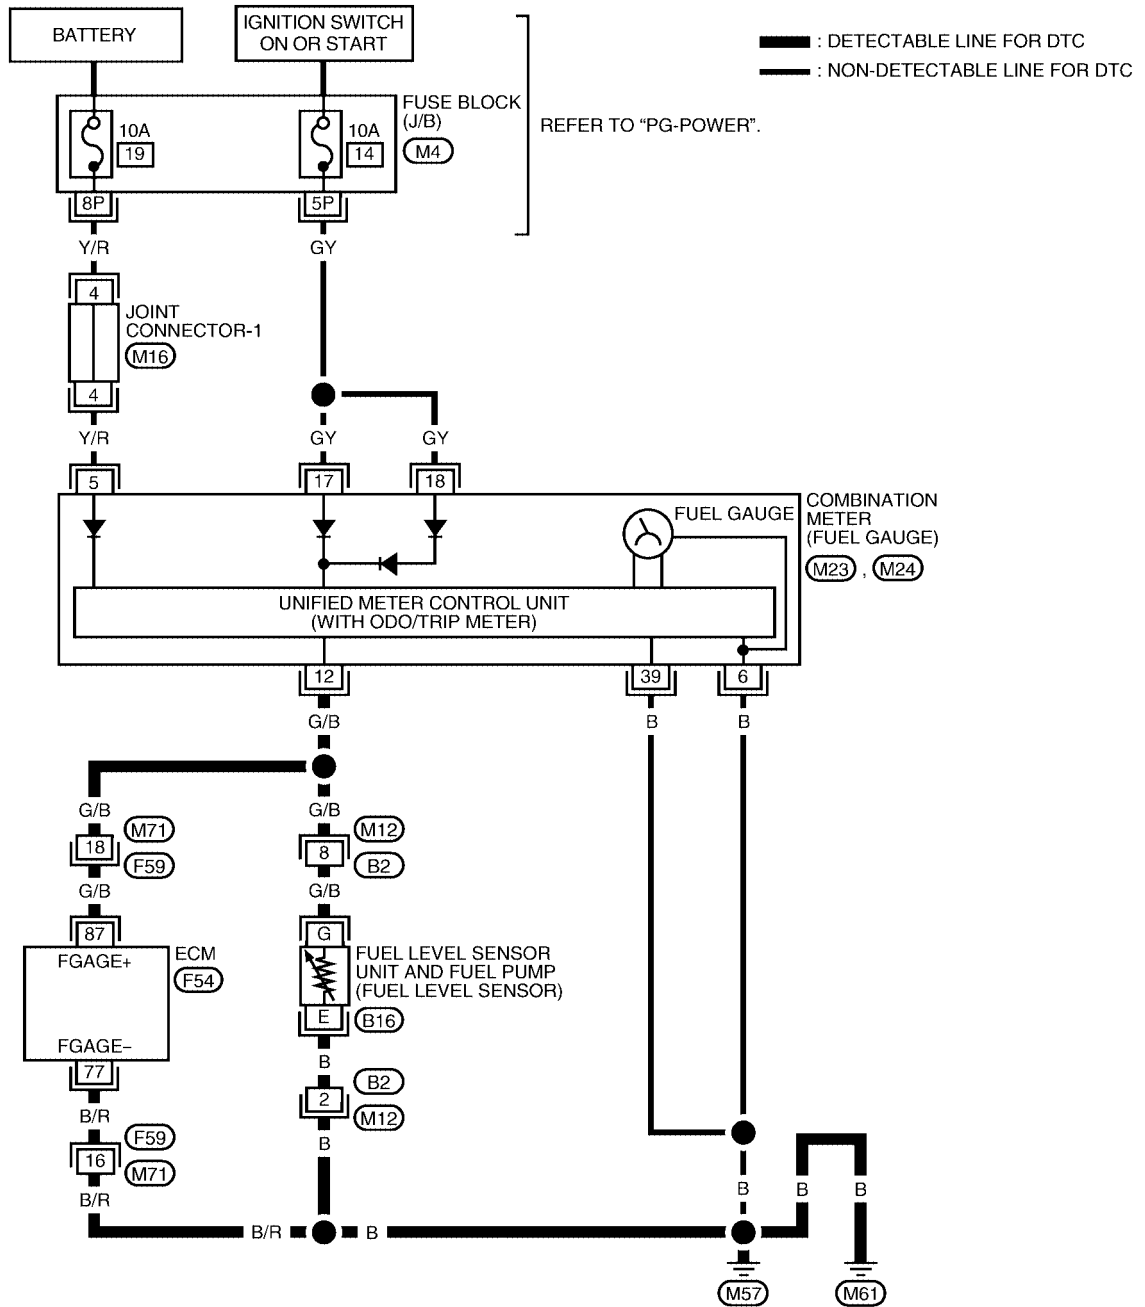 BATTERY
IGNITION SWITCH
ON OR START
: DETECTABLE LINE FOR DTC
: NON-DETECTABLE LINE FOR DTC
FUSE BLOCK
(J/B)
M4
10A
19
10A
14
REFER TO “PG-POWER”.
8P
5P
Y/R
GY
4
JOINT
CONNECTOR-1
M16
4
Y/R
GY
GY
5
17
18
FUEL GAUGE
COMBINATION
METER
(FUEL GAUGE)
M23 , M24
UNIFIED METER CONTROL UNIT
(WITH ODO/TRIP METER)
12
39
6
G/B
B
B
G/B
G/B
M71
18
F59
M12
8
B2
G/B
G/B
87
G
FGAGE+
ECM
F54
FGAGE–
77
FUEL LEVEL SENSOR
UNIT AND FUEL PUMP
(FUEL LEVEL SENSOR)
E
B16
B
B2
2
M12
B
B/R
F59
16
M71
B/R
B/R
B
B
B
B
M57
M61